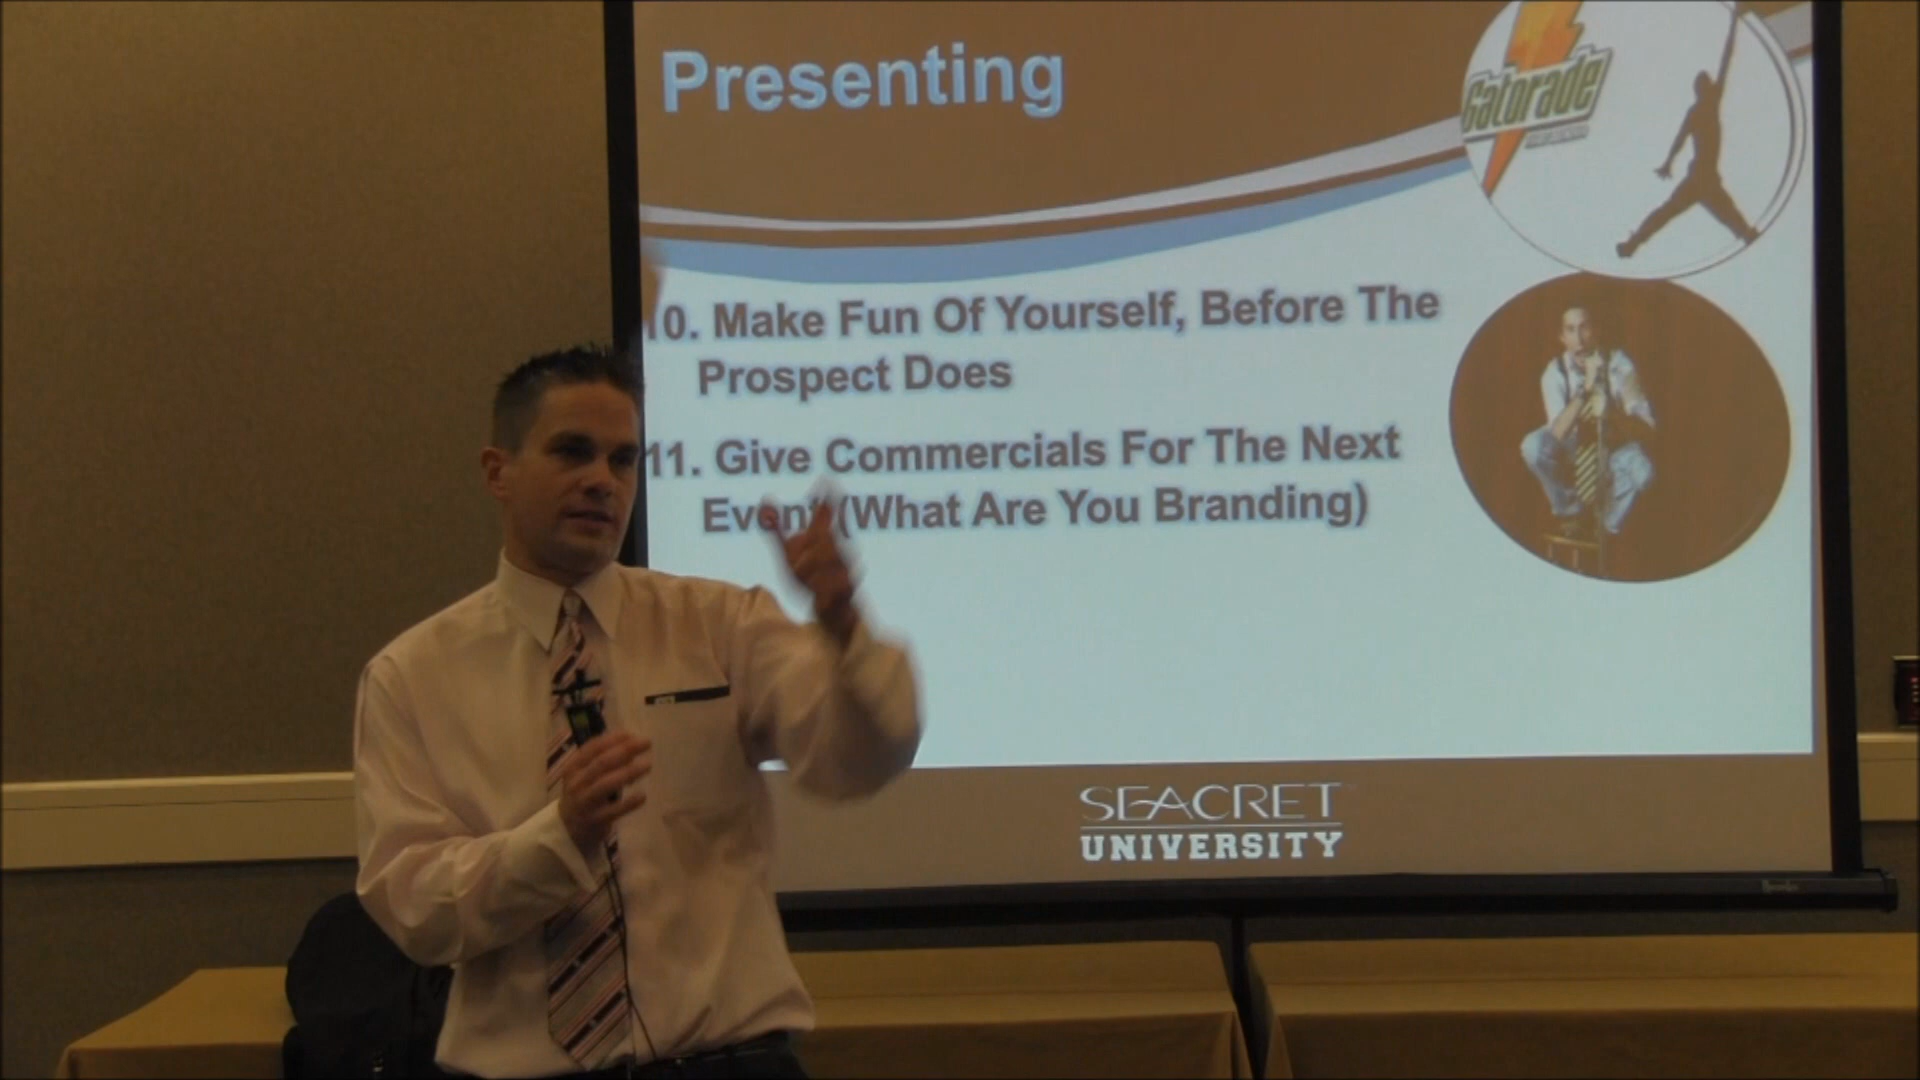 Presenting
Gatorade
10. Make Fun Of Yourself, Before The
Prospect Does
11. Give Commercials For The Next
Event (What Are You Branding)
SEACRET
UNIVERSITY